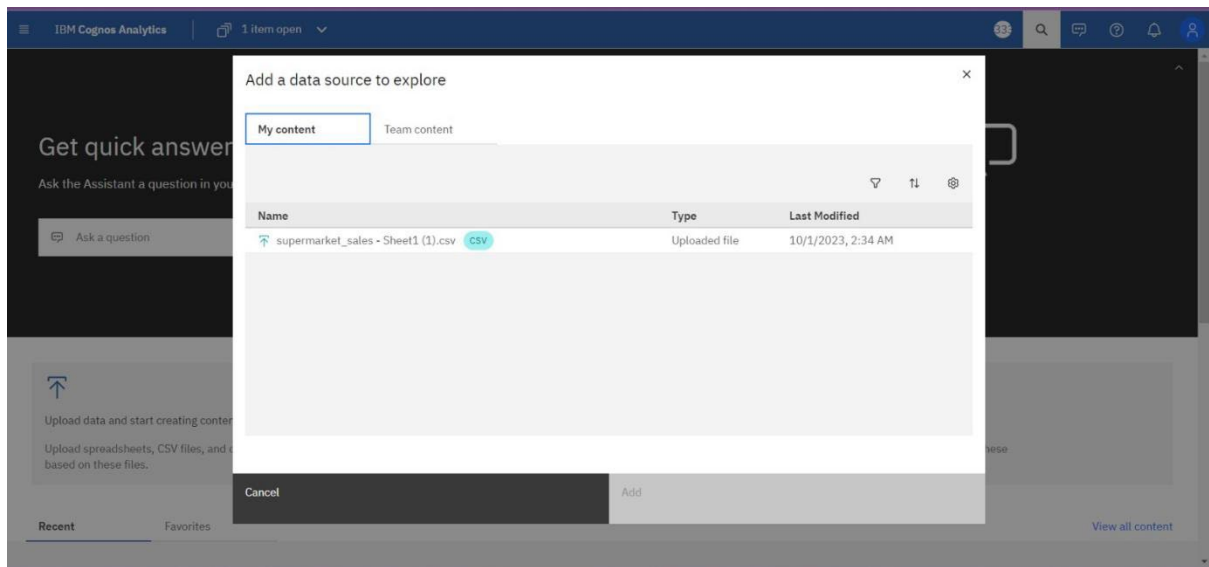 IBM Cognos Analytics
1 item open
Add a data source to explore
My content
Team content
Get quick answer
Ask the Assistant a question in you
Ask a question
Name Type Last Modified
supermarket_sales - Sheet1 (1).csv CSV Uploaded file 10/1/2023, 2:34 AM
Upload data and start creating conter
Upload spreadsheets, CSV files, and
based on these files.
Cancel
Add
Recent
Favorites
View all content